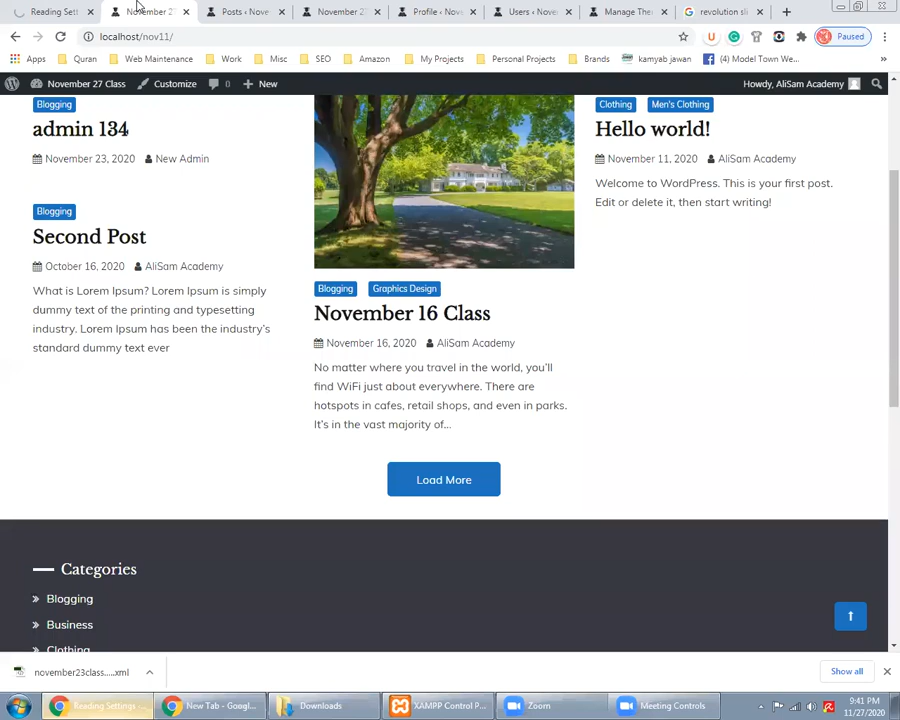 Reading Sett
November 27
Posts ‹ Nove
November 27
Profile ‹ Nov
Users ‹ Nove
Manage The
revolution sli
localhost/nov11/
U
Paused
Apps
Quran
Web Maintenance
Work
Misc
SEO
Amazon
My Projects
Personal Projects
Brands
kamyab jawan
(4) Model Town We...
»
November 27 Class
Customize
0
New
Howdy, AliSam Academy
Blogging
admin 134
November 23, 2020
New Admin
Blogging
Second Post
October 16, 2020
AliSam Academy
What is Lorem Ipsum? Lorem Ipsum is simply
dummy text of the printing and typesetting
industry. Lorem Ipsum has been the industry's
standard dummy text ever
Blogging
Graphics Design
November 16 Class
November 16, 2020
AliSam Academy
No matter where you travel in the world, you'll
find WiFi just about everywhere. There are
hotspots in cafes, retail shops, and even in parks.
It's in the vast majority of...
Clothing
Men's Clothing
Hello world!
November 11, 2020
AliSam Academy
Welcome to WordPress. This is your first post.
Edit or delete it, then start writing!
Load More
Categories
Blogging
Business
Clothing
november23class.....xml
Show all
Reading Settings ...
New Tab - Googl...
Downloads
XAMPP Control P...
Zoom
Meeting Controls
9:41 PM
11/27/2020